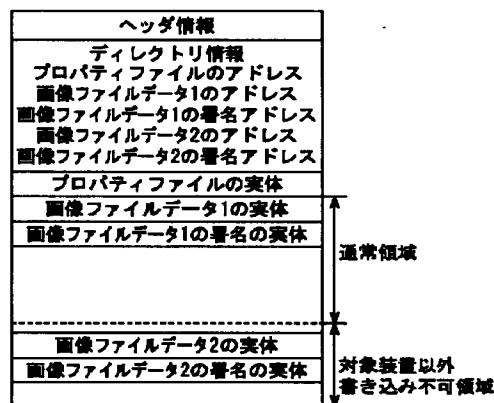 ヘッダ情報
ディレクトリ情報
プロパティファイルのアドレス
画像ファイルデータ1のアドレス
画像ファイルデータ1の署名アドレス
画像ファイルデータ2のアドレス
画像ファイルデータ2の署名アドレス
プロパティファイルの実体
画像ファイルデータ1の実体
画像ファイルデータ1の署名の実体
通常領域
画像ファイルデータ2の実体
画像ファイルデータ2の署名の実体
対象装置以外
書き込み不可領域